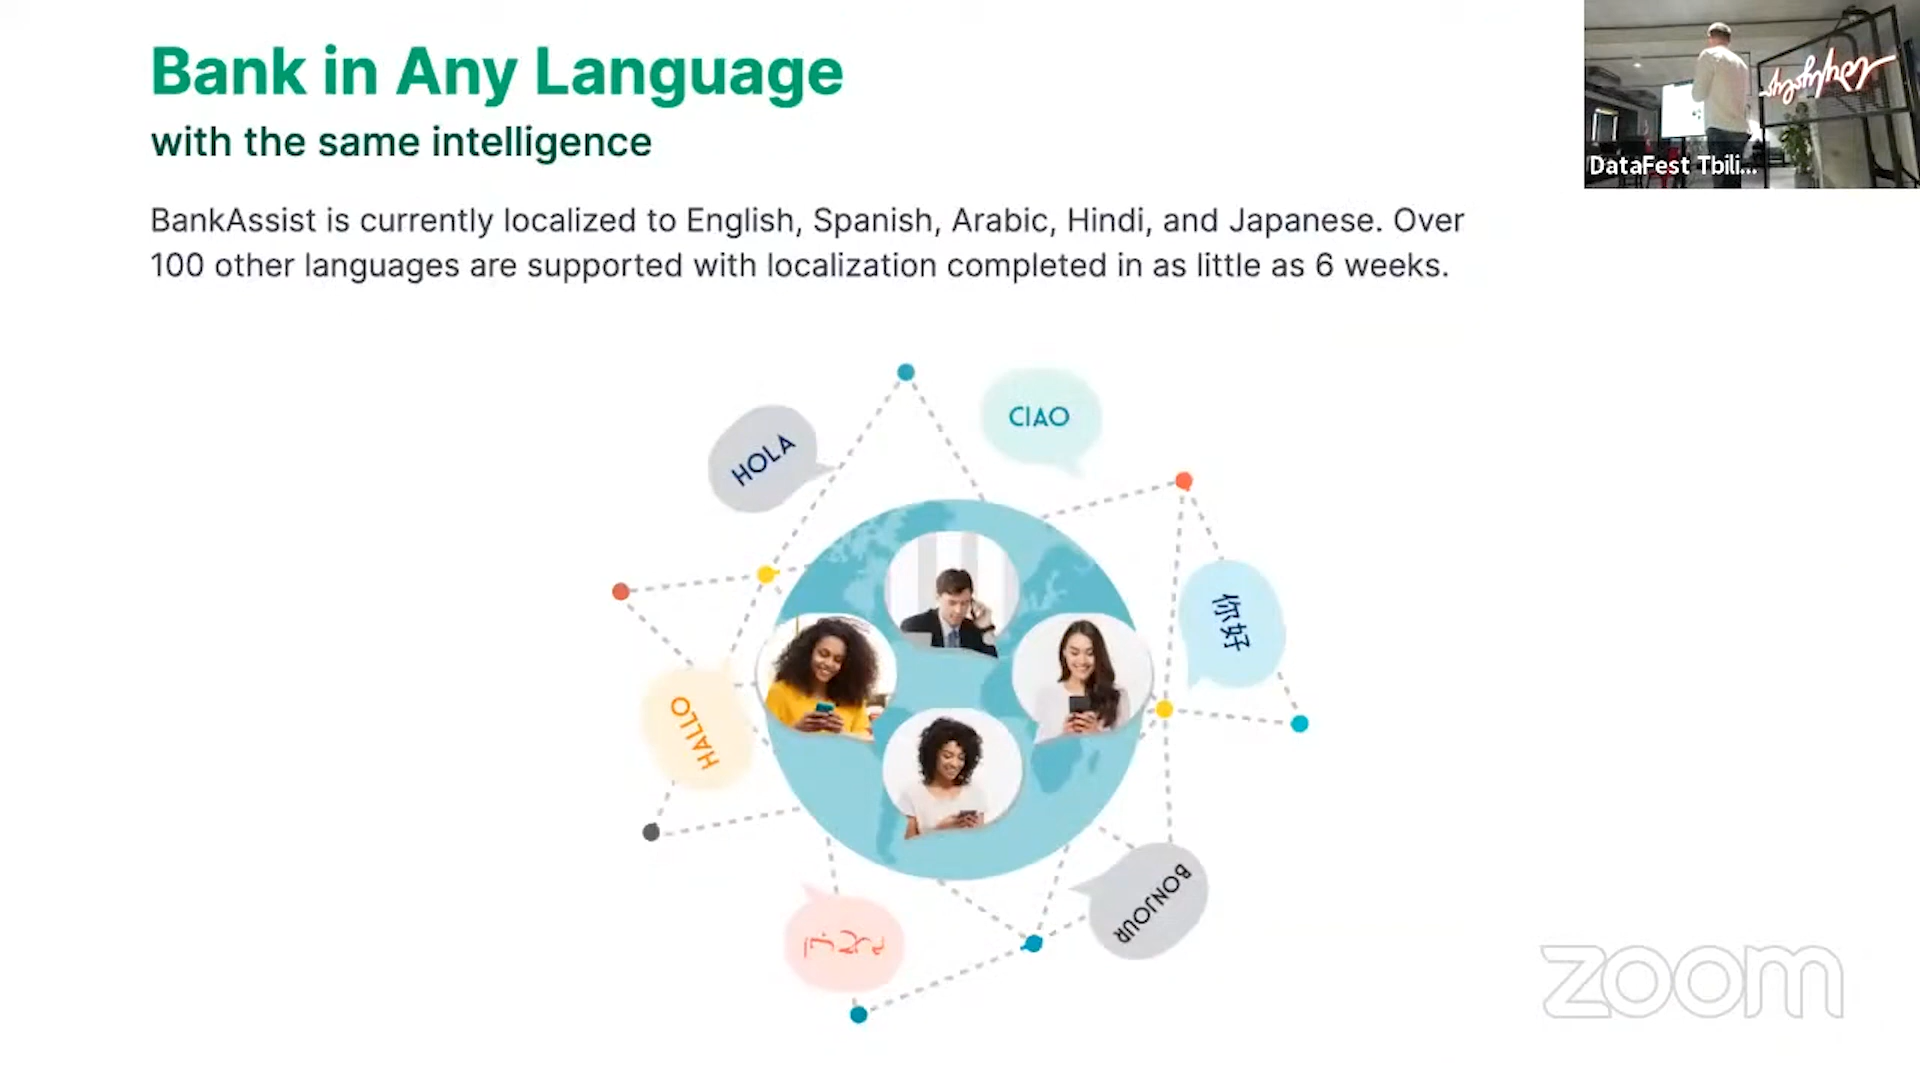 Bank in Any Language
with the same intelligence
BankAssist is currently localized to English, Spanish, Arabic, Hindi, and Japanese. Over
100 other languages are supported with localization completed in as little as 6 weeks.
DataFest Tbili...
HOLA
CIAO
你好
HALLO
BONJOUR
zoom